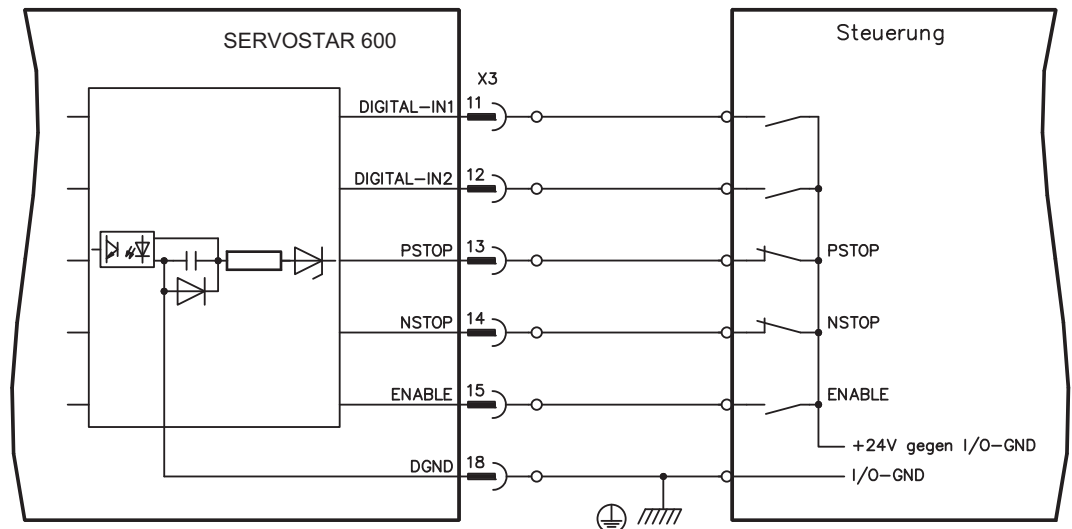 SERVOSTAR 600
Steuerung
X3
DIGITAL-IN1 11
DIGITAL-IN2 12
PSTOP 13
PSTOP
NSTOP 14
NSTOP
ENABLE 15
ENABLE
+24V gegen I/O-GND
DGND 18
I/O-GND